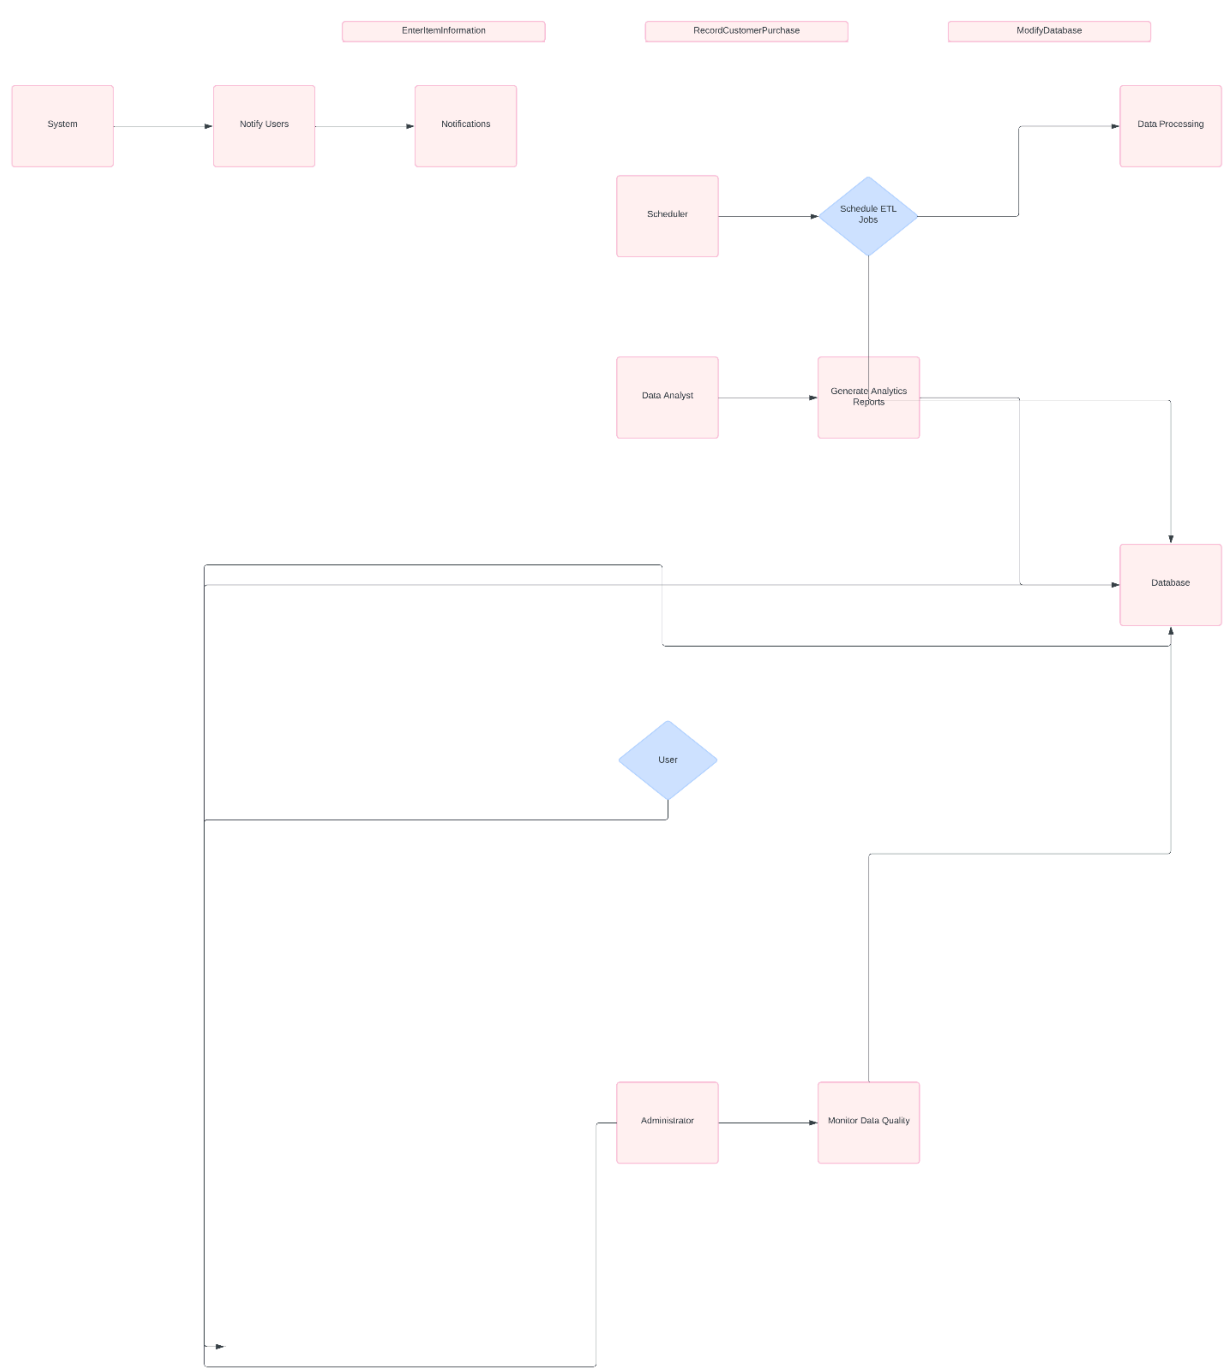 EnterItemInformation
RecordCustomerPurchase
ModifyDatabase
System
Notify Users
Notifications
Data Processing
Scheduler
Schedule ETL
Jobs
Data Analyst
Generate Analytics
Reports
Database
User
Administrator
Monitor Data Quality